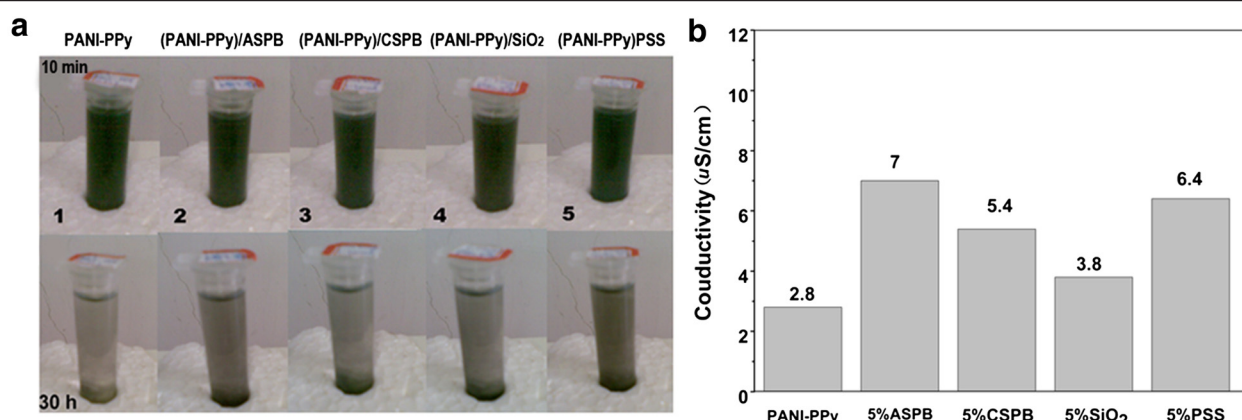 a
PANI-PPy (PANI-PPy)/ASPB (PANI-PPy)/CSPB (PANI-PPy)/SiO2 (PANI-PPy)PSS
10 min
1 2 3 4 5
30 h
b
Couductivity (uS/cm)
12
10
8
6
4
2
0
2.8
7
5.4
3.8
6.4
PANI-PPy 5%ASPB 5%CSPB 5%SiO2 5%PSS